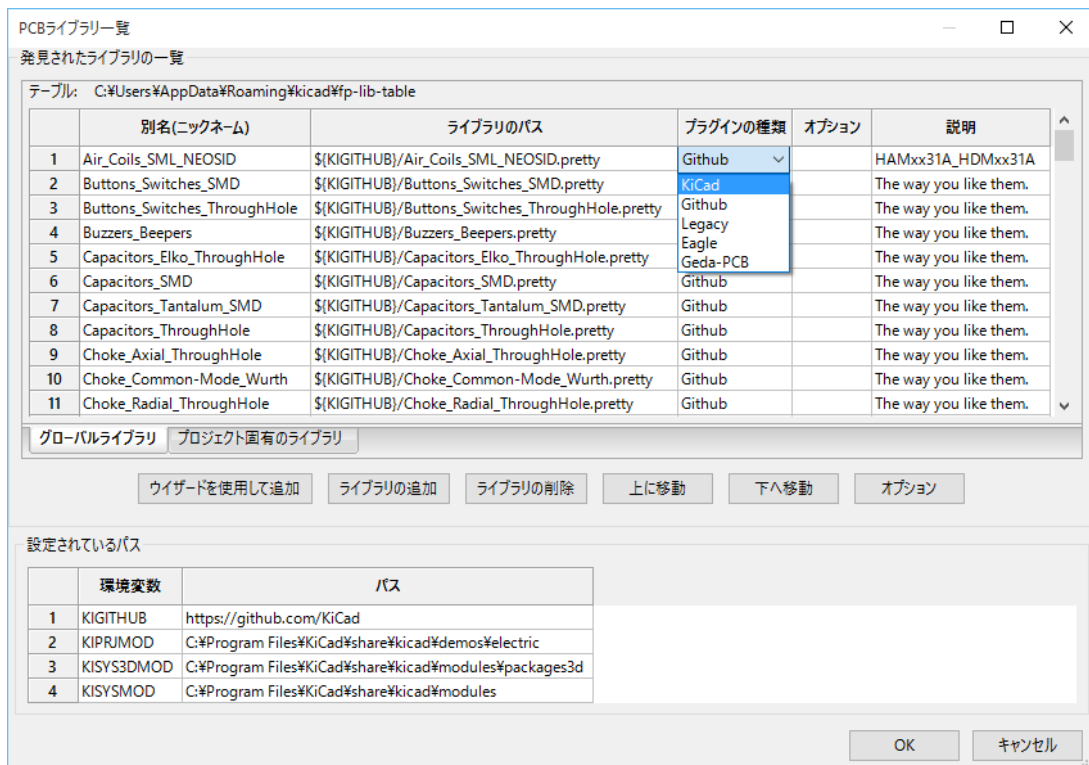 PCBライブラリ一覧
発見されたライブラリの一覧
テーブル: C:¥Users¥AppData¥Roaming¥kicad¥fp-lib-table
別名(ニックネーム) ライブラリのパス プラグインの種類 オプション 説明
1 Air_Coils_SML_NEOSID ${KIGITHUB}/Air_Coils_SML_NEOSID.pretty Github HAMxx31A_HDMxx31A
2 Buttons_Switches_SMD ${KIGITHUB}/Buttons_Switches_SMD.pretty KiCad The way you like them.
3 Buttons_Switches_ThroughHole ${KIGITHUB}/Buttons_Switches_ThroughHole.pretty Github The way you like them.
4 Buzzers_Beepers ${KIGITHUB}/Buzzers_Beepers.pretty Legacy The way you like them.
5 Capacitors_Elko_ThroughHole ${KIGITHUB}/Capacitors_Elko_ThroughHole.pretty Eagle The way you like them.
Geda-PCB
6 Capacitors_SMD ${KIGITHUB}/Capacitors_SMD.pretty Github The way you like them.
7 Capacitors_Tantalum_SMD ${KIGITHUB}/Capacitors_Tantalum_SMD.pretty Github The way you like them.
8 Capacitors_ThroughHole ${KIGITHUB}/Capacitors_ThroughHole.pretty Github The way you like them.
9 Choke_Axial_ThroughHole ${KIGITHUB}/Choke_Axial_ThroughHole.pretty Github The way you like them.
10 Choke_Common-Mode_Wurth ${KIGITHUB}/Choke_Common-Mode_Wurth.pretty Github The way you like them.
11 Choke_Radial_ThroughHole ${KIGITHUB}/Choke_Radial_ThroughHole.pretty Github The way you like them.
グローバルライブラリ プロジェクト固有のライブラリ
ウイザードを使用して追加 ライブラリの追加 ライブラリの削除 上に移動 下へ移動 オプション
設定されているパス
環境変数 パス
1 KIGITHUB https://github.com/KiCad
2 KIPRJMOD C:¥Program Files¥KiCad¥share¥kicad¥demos¥electric
3 KISYS3DMOD C:¥Program Files¥KiCad¥share¥kicad¥modules¥packages3d
4 KISYSMOD C:¥Program Files¥KiCad¥share¥kicad¥modules
OK キャンセル